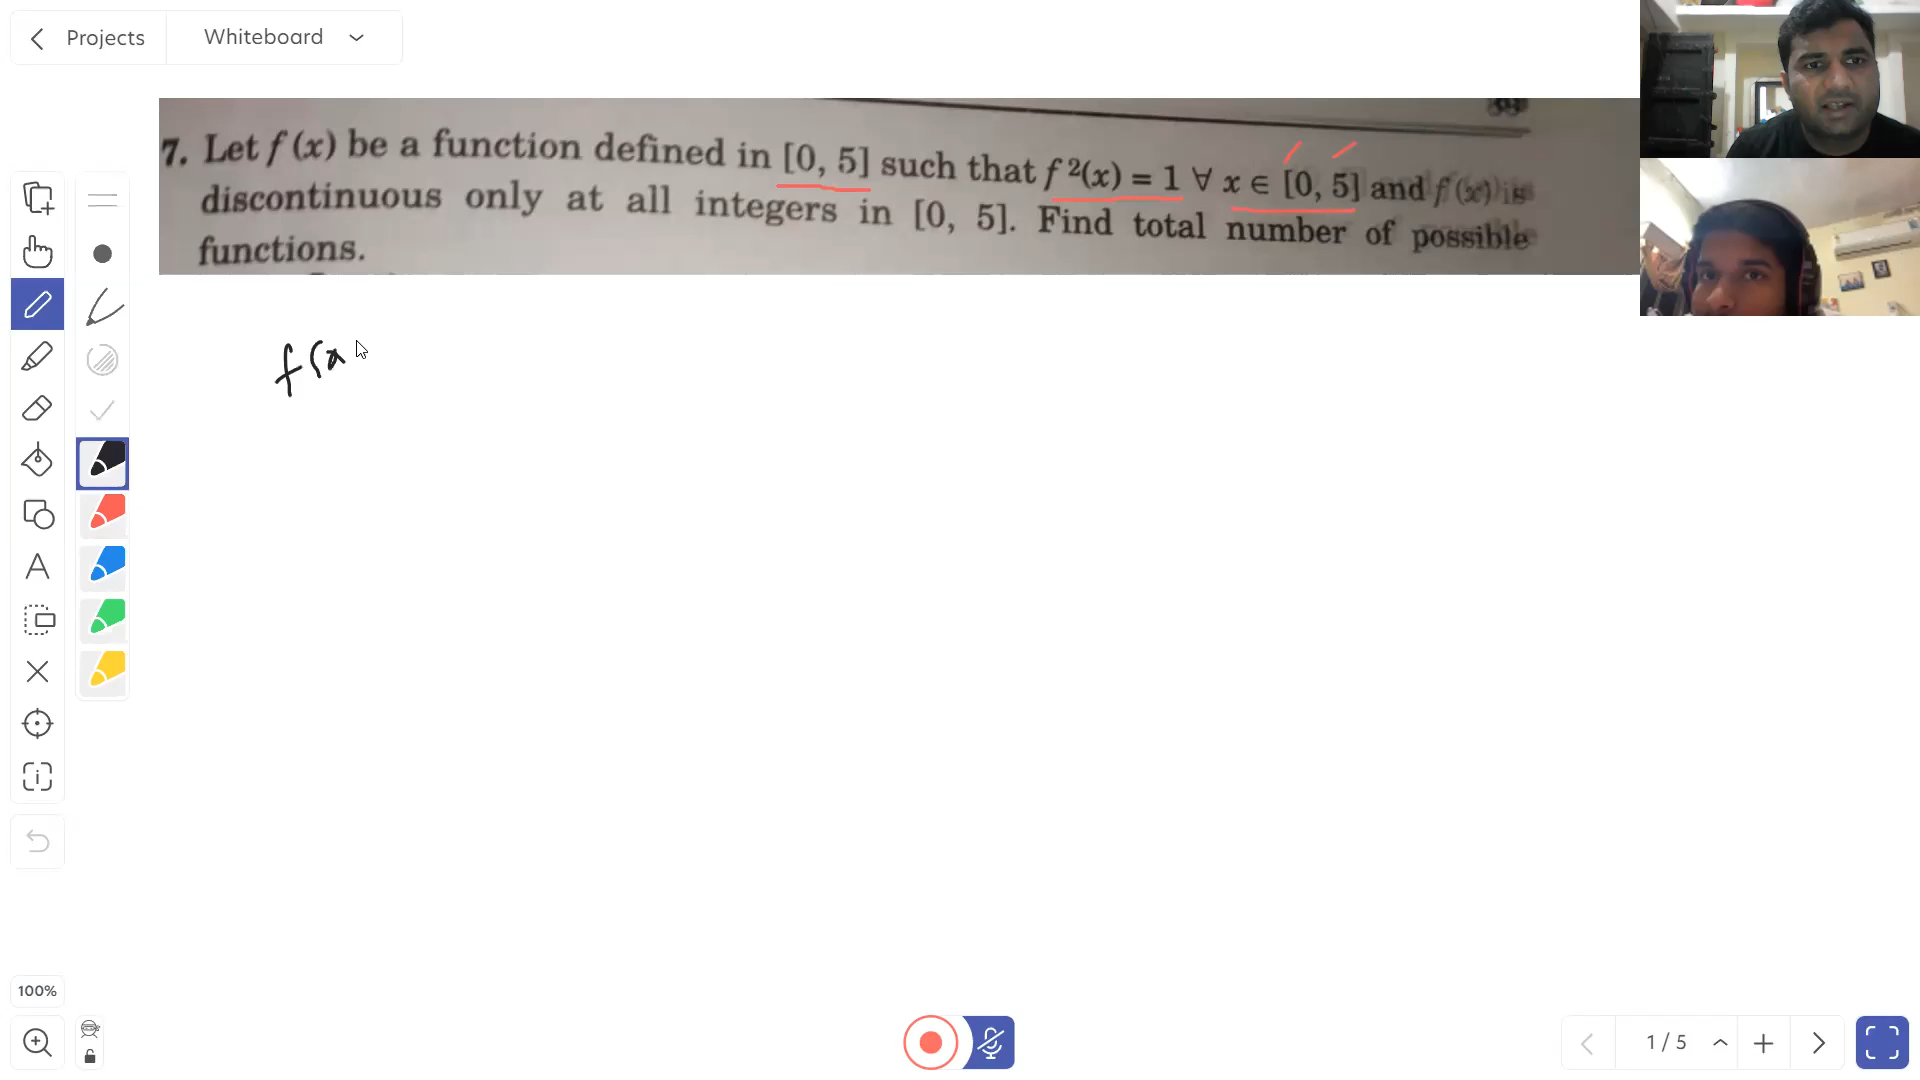 Projects
Whiteboard
7. Let f (x) be a function defined in [0, 5] such that f ²(x) = 1 ∀ x ∈ [0, 5] and f (x) is
discontinuous only at all integers in [0, 5]. Find total number of possible
functions.
f(x
A
i
100%
1 / 5